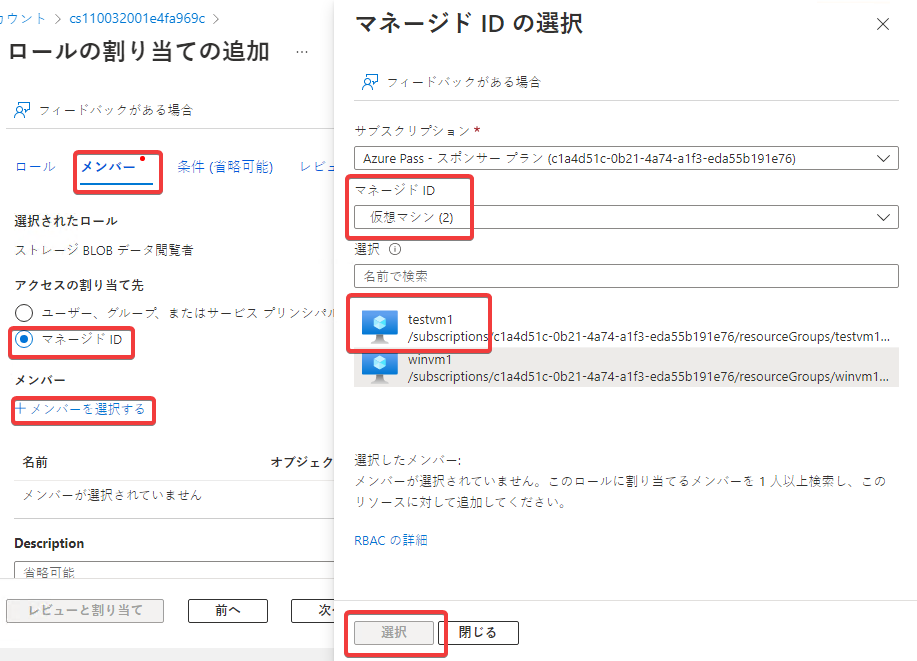 カウント > cs110032001e4fa969c >
ロールの割り当ての追加 …
フィードバックがある場合
ロール メンバー 条件 (省略可能) レビュ
選択されたロール
ストレージ BLOB データ閲覧者
アクセスの割り当て先
ユーザー、グループ、またはサービス プリンシパル
マネージド ID
メンバー
+ メンバーを選択する
名前 オブジェク
メンバーが選択されていません
Description
省略可能
レビューと割り当て 前へ 次
マネージド ID の選択
フィードバックがある場合
サブスクリプション *
Azure Pass - スポンサー プラン (c1a4d51c-0b21-4a74-a1f3-eda55b191e76)
マネージド ID
仮想マシン (2)
選択
名前で検索
testvm1
/subscriptions/c1a4d51c-0b21-4a74-a1f3-eda55b191e76/resourceGroups/testvm1...
winvm1
/subscriptions/c1a4d51c-0b21-4a74-a1f3-eda55b191e76/resourceGroups/winvm1...
選択したメンバー:
メンバーが選択されていません。このロールに割り当てるメンバーを 1 人以上検索し、この
リソースに対して追加してください。
RBAC の詳細
選択 閉じる